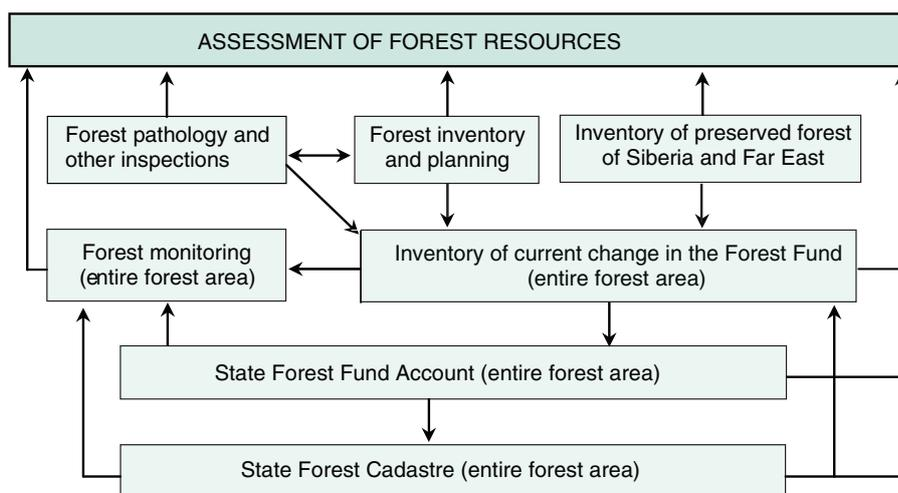 ASSESSMENT OF FOREST RESOURCES
Forest pathology and
other inspections
Forest inventory
and planning
Inventory of preserved forest
of Siberia and Far East
Forest monitoring
(entire forest area)
Inventory of current change in the Forest Fund
(entire forest area)
State Forest Fund Account (entire forest area)
State Forest Cadastre (entire forest area)